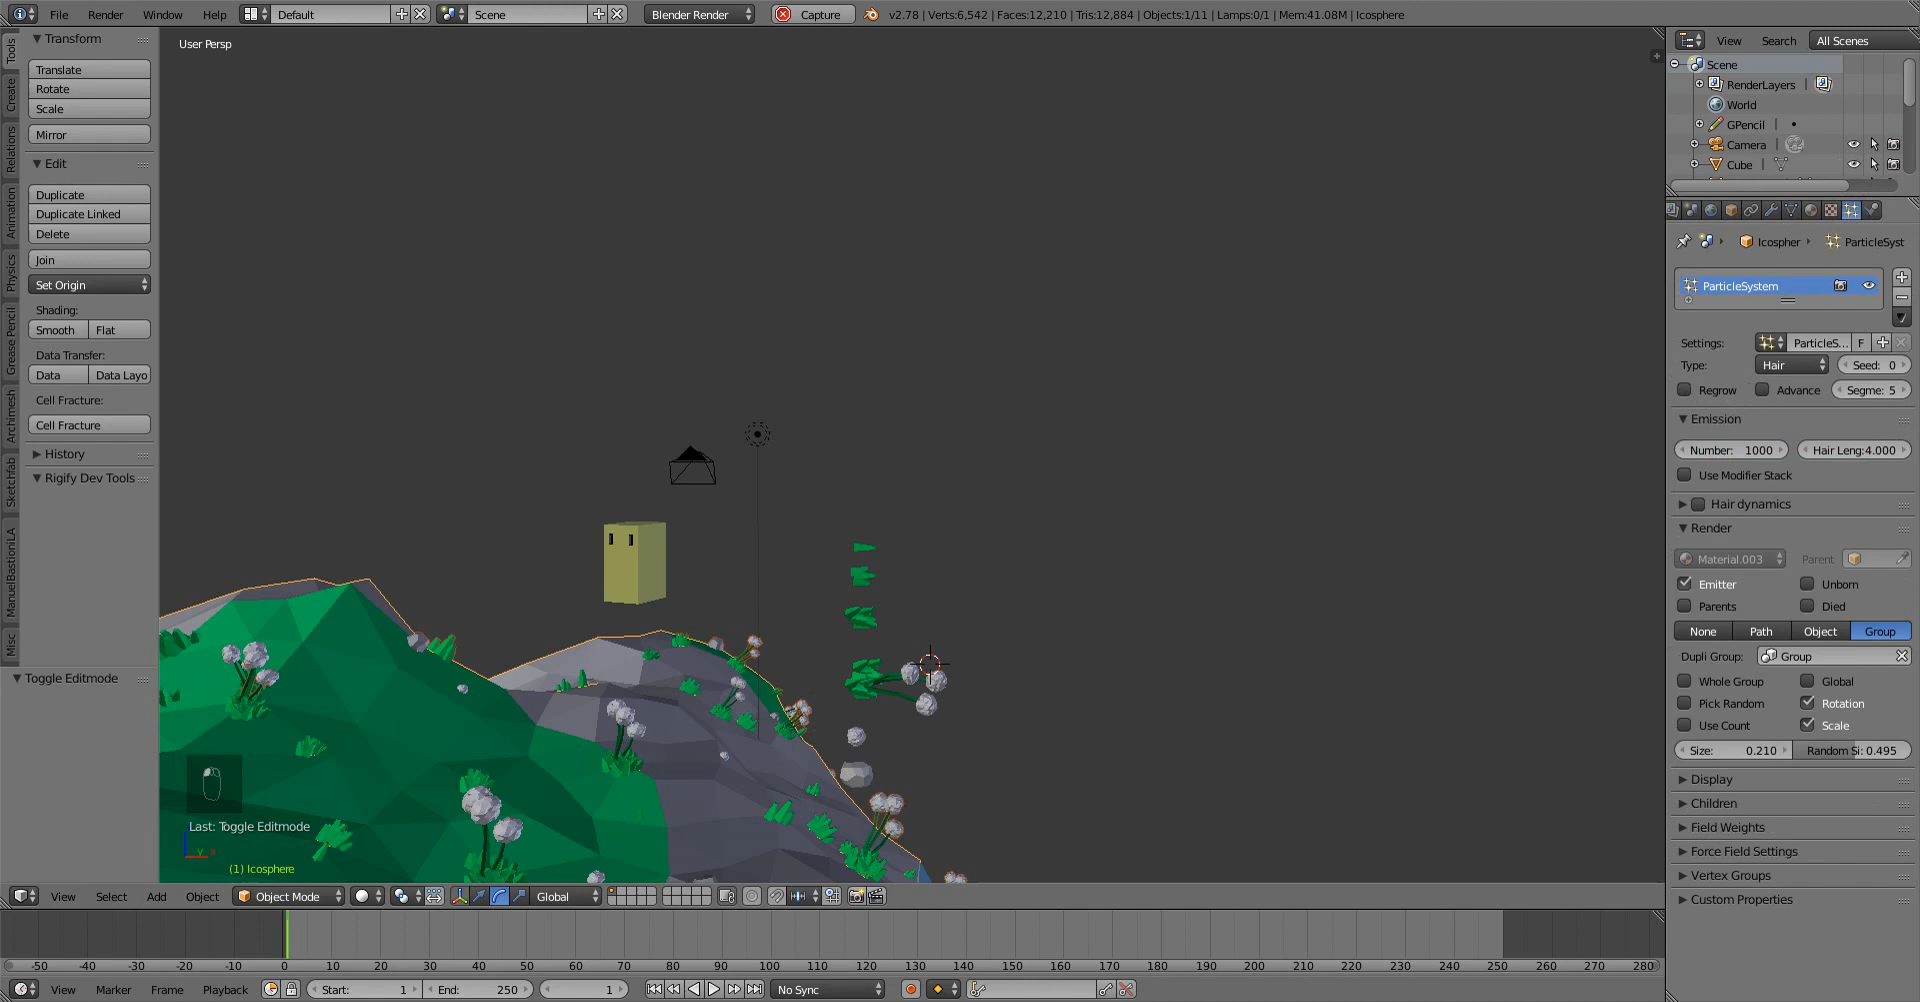 File Render Window Help Default Scene Blender Render Capture v2.78 | Verts:6,542 | Faces:12,210 | Tris:12,884 | Objects:1/11 | Lamps:0/1 | Mem:41.08M | Icosphere
Tools
Create
Relations
Animation
Physics
Grease Pencil
Archimesh
Sketchfab
ManuelBastioniLA
Misc
Transform
Translate
Rotate
Scale
Mirror
Edit
Duplicate
Duplicate Linked
Delete
Join
Set Origin
Shading:
Smooth Flat
Data Transfer:
Data Data Layo
Cell Fracture:
Cell Fracture
History
Rigify Dev Tools
Toggle Editmode
User Persp
Last: Toggle Editmode
y x
(1) Icosphere
View Select Add Object Object Mode Global
-50 -40 -30 -20 -10 0 10 20 30 40 50 60 70 80 90 100 110 120 130 140 150 160 170 180 190 200 210 220 230 240 250 260 270 280
View Marker Frame Playback Start: 1 End: 250 1 No Sync
View Search All Scenes
Scene
RenderLayers
World
GPencil
Camera
Cube
Icospher ParticleSyst
ParticleSystem
Settings: ParticleS... F
Type: Hair Seed: 0
Regrow Advance Segme: 5
Emission
Number: 1000 Hair Leng:4.000
Use Modifier Stack
Hair dynamics
Render
Material.003 Parent
Emitter Unborn
Parents Died
None Path Object Group
Dupli Group: Group
Whole Group Global
Pick Random Rotation
Use Count Scale
Size: 0.210 Random Si: 0.495
Display
Children
Field Weights
Force Field Settings
Vertex Groups
Custom Properties